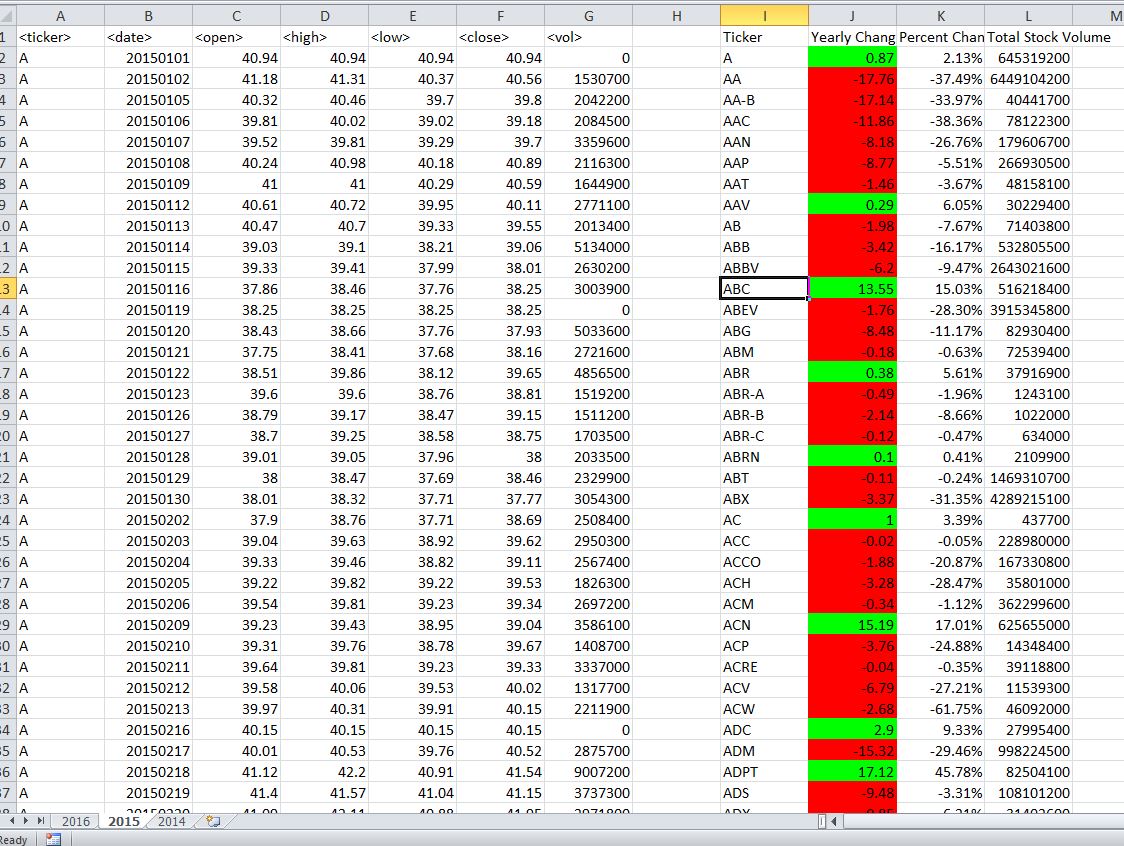 A B C D E F G H I J K L M
1 <ticker> <date> <open> <high> <low> <close> <vol> Ticker Yearly Chang Percent Chan Total Stock Volume
2 A 20150101 40.94 40.94 40.94 40.94 0 A 0.87 2.13% 645319200
3 A 20150102 41.18 41.31 40.37 40.56 1530700 AA -17.76 -37.49% 6449104200
4 A 20150105 40.32 40.46 39.7 39.8 2042200 AA-B -17.14 -33.97% 40441700
5 A 20150106 39.81 40.02 39.02 39.18 2084500 AAC -11.86 -38.36% 78122300
6 A 20150107 39.52 39.81 39.29 39.7 3359600 AAN -8.18 -26.76% 179606700
7 A 20150108 40.24 40.98 40.18 40.89 2116300 AAP -8.77 -5.51% 266930500
8 A 20150109 41 41 40.29 40.59 1644900 AAT -1.46 -3.67% 48158100
9 A 20150112 40.61 40.72 39.95 40.11 2771100 AAV 0.29 6.05% 30229400
10 A 20150113 40.47 40.7 39.33 39.55 2013400 AB -1.98 -7.67% 71403800
11 A 20150114 39.03 39.1 38.21 39.06 5134000 ABB -3.42 -16.17% 532805500
12 A 20150115 39.33 39.41 37.99 38.01 2630200 ABBV -6.2 -9.47% 2643021600
13 A 20150116 37.86 38.46 37.76 38.25 3003900 ABC 13.55 15.03% 516218400
14 A 20150119 38.25 38.25 38.25 38.25 0 ABEV -1.76 -28.30% 3915345800
15 A 20150120 38.43 38.66 37.76 37.93 5033600 ABG -8.48 -11.17% 82930400
16 A 20150121 37.75 38.41 37.68 38.16 2721600 ABM -0.18 -0.63% 72539400
17 A 20150122 38.51 39.86 38.12 39.65 4856500 ABR 0.38 5.61% 37916900
18 A 20150123 39.6 39.6 38.76 38.81 1519200 ABR-A -0.49 -1.96% 1243100
19 A 20150126 38.79 39.17 38.47 39.15 1511200 ABR-B -2.14 -8.66% 1022000
20 A 20150127 38.7 39.25 38.58 38.75 1703500 ABR-C -0.12 -0.47% 634000
21 A 20150128 39.01 39.05 37.96 38 2033500 ABRN 0.1 0.41% 2109900
22 A 20150129 38 38.47 37.69 38.46 2329900 ABT -0.11 -0.24% 1469310700
23 A 20150130 38.01 38.32 37.71 37.77 3054300 ABX -3.37 -31.35% 4289215100
24 A 20150202 37.9 38.76 37.71 38.69 2508400 AC 1 3.39% 437700
25 A 20150203 39.04 39.63 38.92 39.62 2950300 ACC -0.02 -0.05% 228980000
26 A 20150204 39.33 39.46 38.82 39.11 2567400 ACCO -1.88 -20.87% 167330800
27 A 20150205 39.22 39.82 39.22 39.53 1826300 ACH -3.28 -28.47% 35801000
28 A 20150206 39.54 39.81 39.23 39.34 2697200 ACM -0.34 -1.12% 362299600
29 A 20150209 39.23 39.43 38.95 39.04 3586100 ACN 15.19 17.01% 625655000
30 A 20150210 39.31 39.76 38.78 39.67 1408700 ACP -3.76 -24.88% 14348400
31 A 20150211 39.64 39.81 39.23 39.33 3337000 ACRE -0.04 -0.35% 39118800
32 A 20150212 39.58 40.06 39.53 40.02 1317700 ACV -6.79 -27.21% 11539300
33 A 20150213 39.97 40.31 39.91 40.15 2211900 ACW -2.68 -61.75% 46092000
34 A 20150216 40.15 40.15 40.15 40.15 0 ADC 2.9 9.33% 27995400
35 A 20150217 40.01 40.53 39.76 40.52 2875700 ADM -15.32 -29.46% 998224500
36 A 20150218 41.12 42.2 40.91 41.54 9007200 ADPT 17.12 45.78% 82504100
37 A 20150219 41.4 41.57 41.04 41.15 3737300 ADS -9.48 -3.31% 108101200
2016 2015 2014
Ready